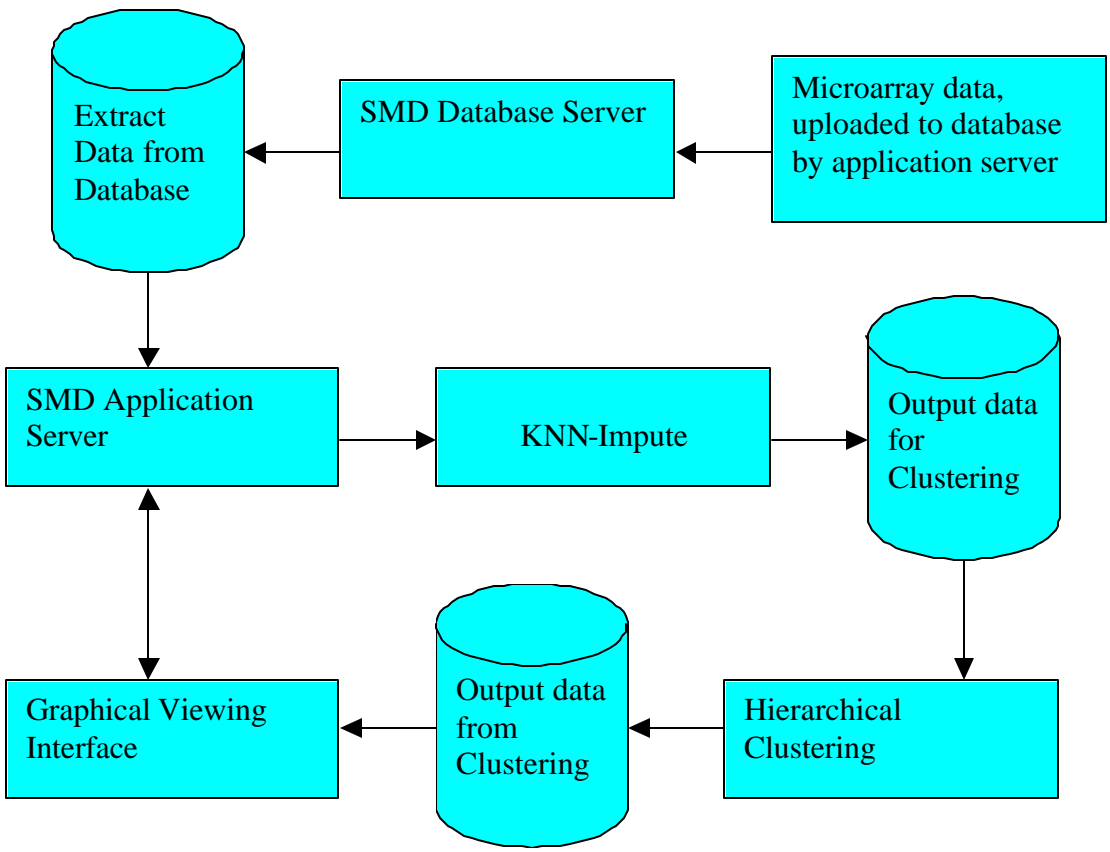 Extract
Data from
Database
SMD Database Server
Microarray data,
uploaded to database
by application server
SMD Application
Server
KNN-Impute
Output data
for
Clustering
Graphical Viewing
Interface
Output data
from
Clustering
Hierarchical
Clustering